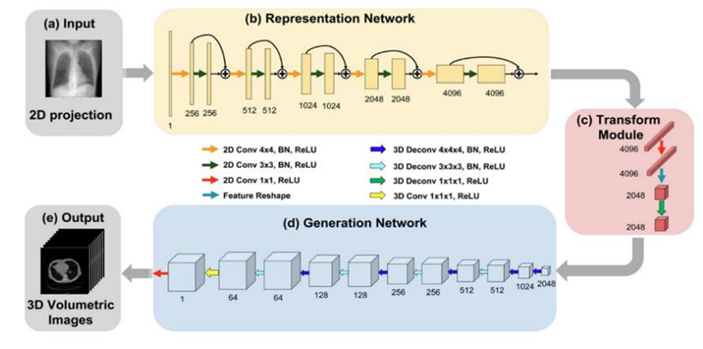 (a) Input
2D projection
(b) Representation Network
1
256 256
512 512
1024 1024
2048 2048
4096 4096
(c) Transform
Module
4096
4096
2048
2048
2D Conv 4x4, BN, ReLU
2D Conv 3x3, BN, ReLU
2D Conv 1x1, ReLU
Feature Reshape
3D Deconv 4x4x4, BN, ReLU
3D Deconv 3x3x3, BN, ReLU
3D Deconv 1x1x1, ReLU
3D Conv 1x1x1, ReLU
(e) Output
3D Volumetric
Images
(d) Generation Network
1 64 64 128 128 256 256 512 512 1024 2048